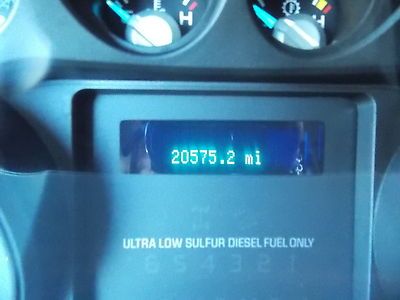 H
H
20575.2 mi
ULTRA LOW SULFUR DIESEL FUEL ONLY